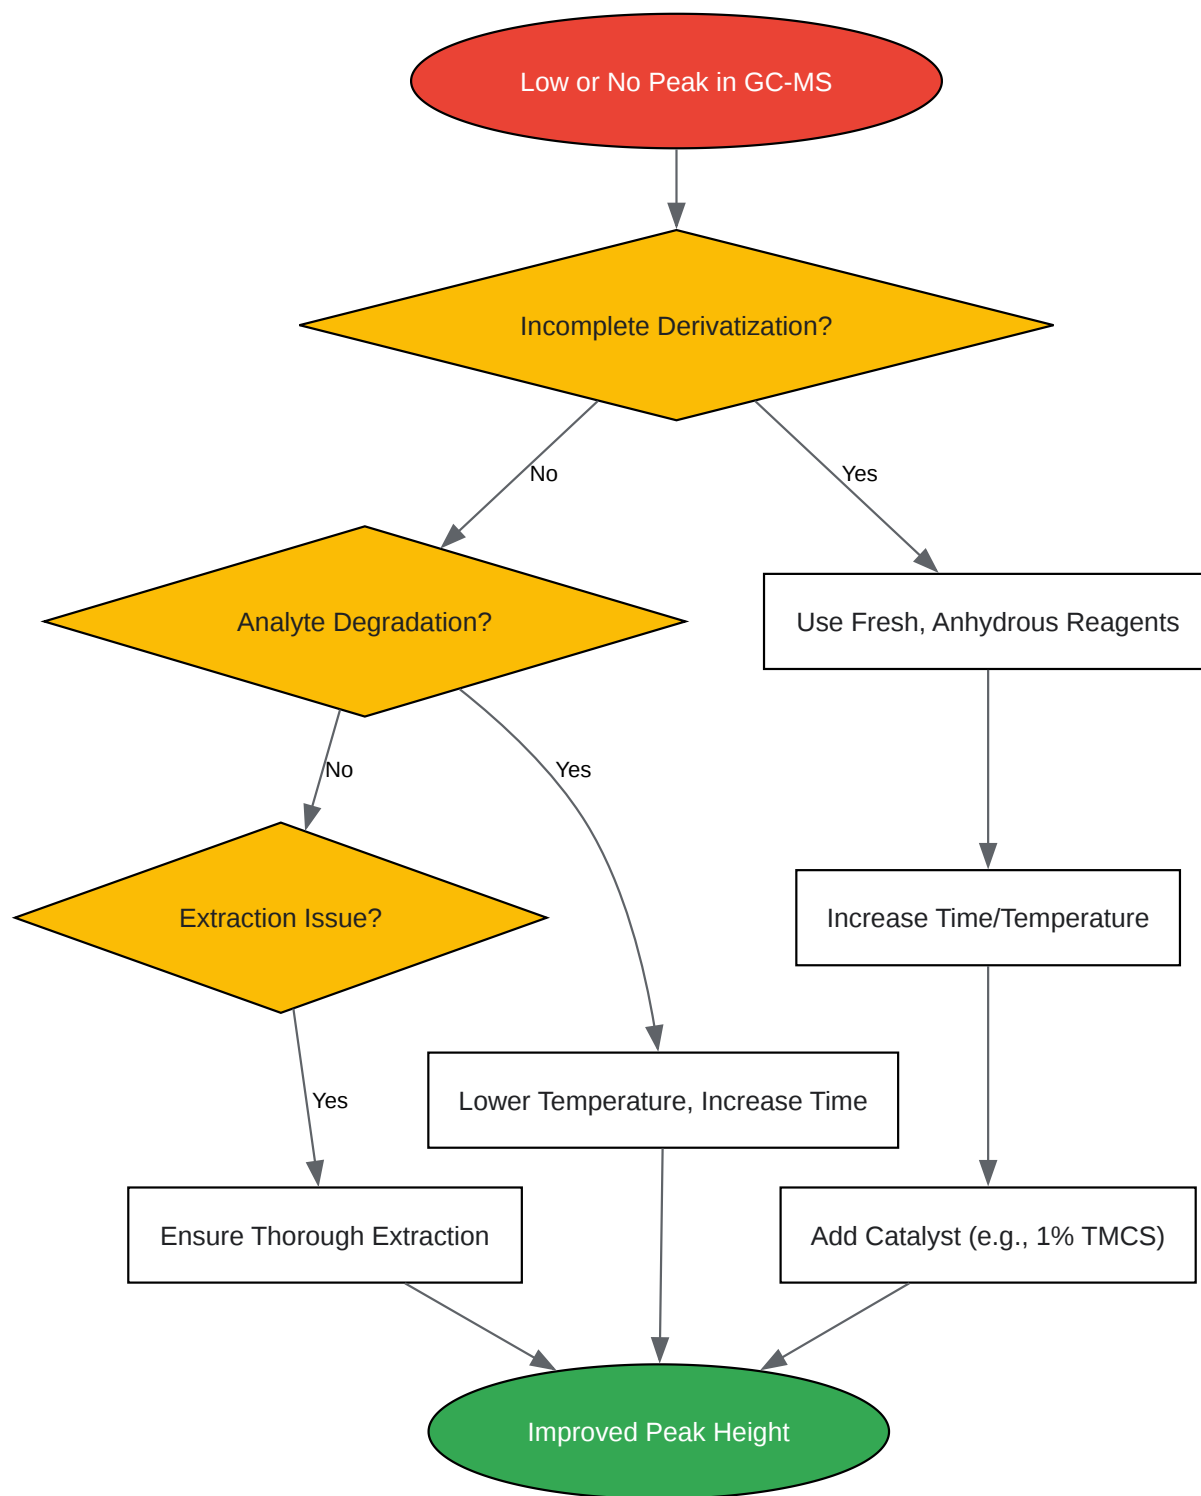 Low or No Peak in GC-MS
Incomplete Derivatization?
No
Yes
Analyte Degradation?
Use Fresh, Anhydrous Reagents
No
Yes
Extraction Issue?
Increase Time/Temperature
Yes
Lower Temperature, Increase Time
Ensure Thorough Extraction
Add Catalyst (e.g., 1% TMCS)
Improved Peak Height